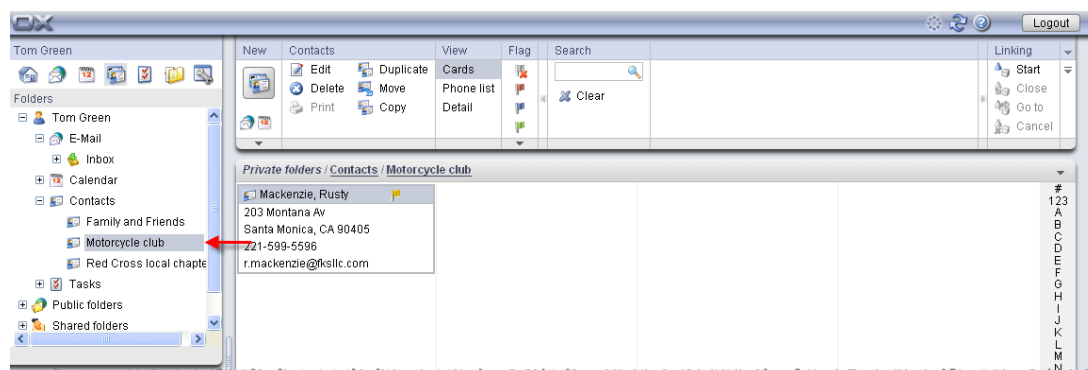 OX
Logout
Tom Green
New Contacts View Flag Search Linking
Edit Duplicate Cards Start
Delete Move Phone list Clear Close
Print Copy Detail Go to
Cancel
Folders
Tom Green
E-Mail
Inbox
12 Calendar
Contacts
Family and Friends
Motorcycle club
Red Cross local chapte
Tasks
Public folders
Shared folders
Private folders / Contacts / Motorcycle club
Mackenzie, Rusty
203 Montana Av
Santa Monica, CA 90405
221-599-5596
r.mackenzie@fksllc.com
#
123
A
B
C
D
E
F
G
H
I
J
K
L
M
N